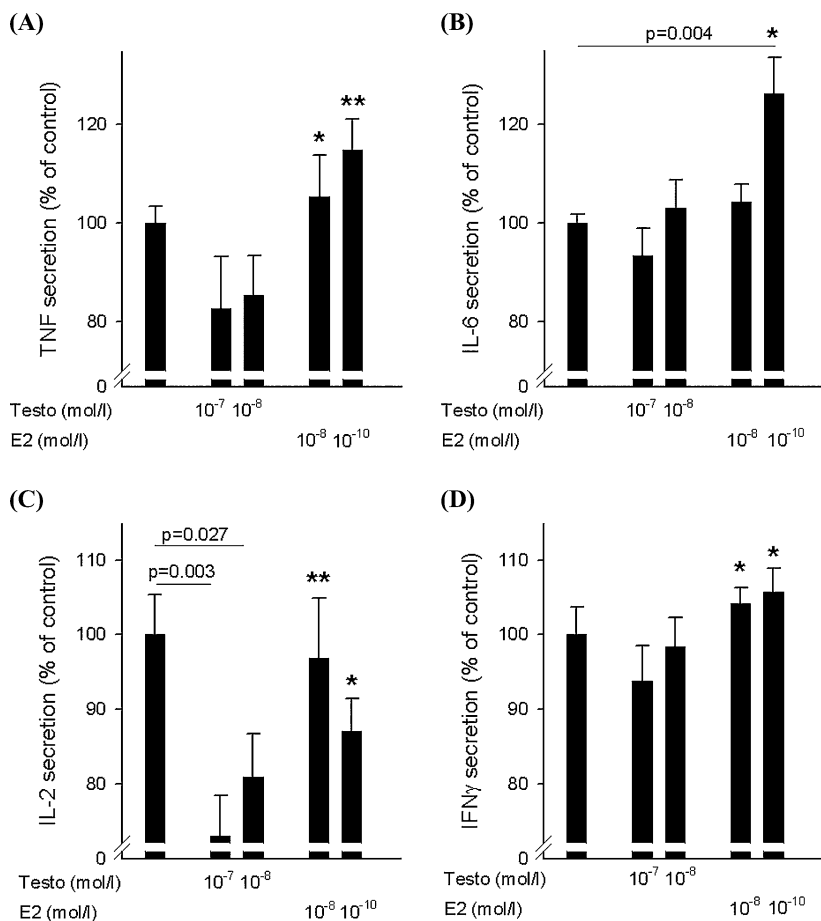 (A)
TNF secretion (% of control)
120
100
80
0
* **
Testo (mol/l) 10⁻⁷ 10⁻⁸
E2 (mol/l) 10⁻⁸ 10⁻¹⁰
(B)
IL-6 secretion (% of control)
120
100
80
0
p=0.004 *
Testo (mol/l) 10⁻⁷ 10⁻⁸
E2 (mol/l) 10⁻⁸ 10⁻¹⁰
(C)
IL-2 secretion (% of control)
110
100
90
80
0
p=0.027
p=0.003
** *
Testo (mol/l) 10⁻⁷ 10⁻⁸
E2 (mol/l) 10⁻⁸ 10⁻¹⁰
(D)
IFNγ secretion (% of control)
110
100
90
80
0
* *
Testo (mol/l) 10⁻⁷ 10⁻⁸
E2 (mol/l) 10⁻⁸ 10⁻¹⁰